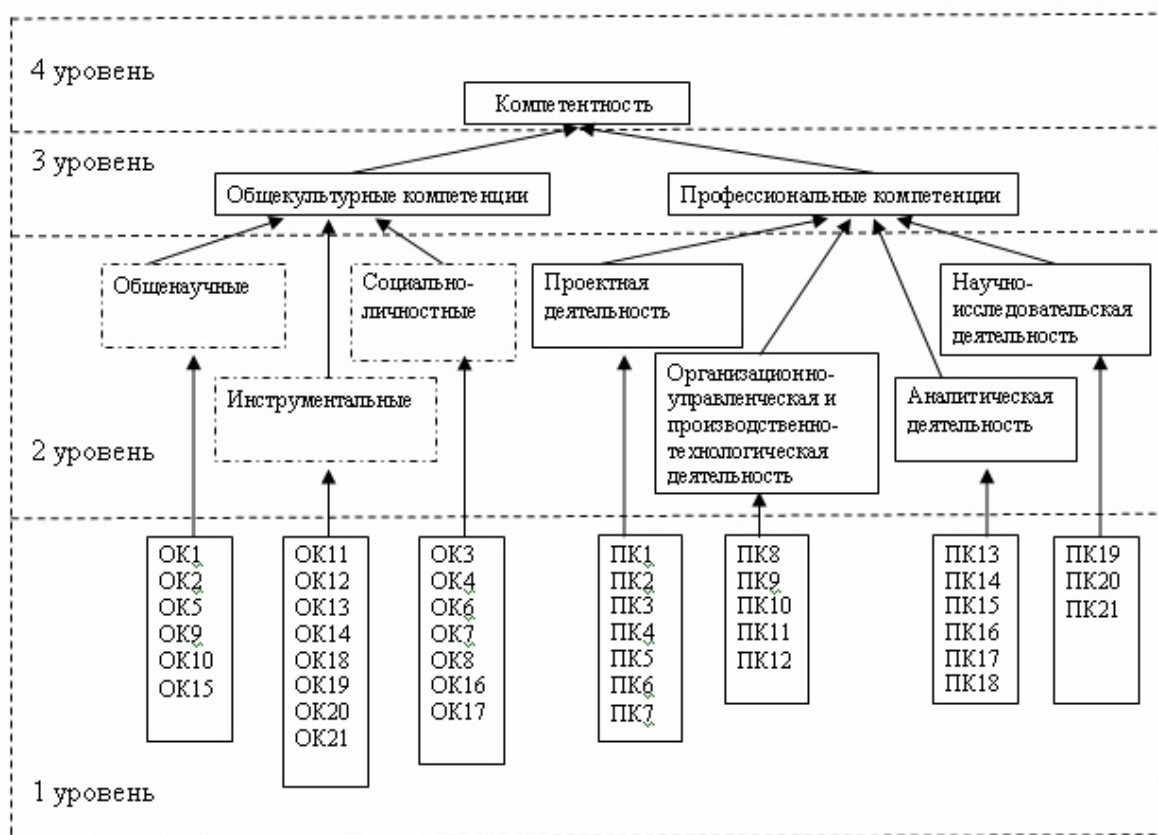 4 уровень
Компетентность
3 уровень
Общекультурные компетенции
Профессиональные компетенции
Общенаучные
Социально-
личностные
Проектная
деятельность
Научно-
исследовательская
деятельность
Инструментальные
Организационно-
управленческая и
производственно-
технологическая
деятельность
Аналитическая
деятельность
2 уровень
ОК1
ОК2
ОК5
ОК9
ОК10
ОК15
ОК11
ОК12
ОК13
ОК14
ОК18
ОК19
ОК20
ОК21
ОК3
ОК4
ОК6
ОК7
ОК8
ОК16
ОК17
ПК1
ПК2
ПК3
ПК4
ПК5
ПК6
ПК7
ПК8
ПК9
ПК10
ПК11
ПК12
ПК13
ПК14
ПК15
ПК16
ПК17
ПК18
ПК19
ПК20
ПК21
1 уровень